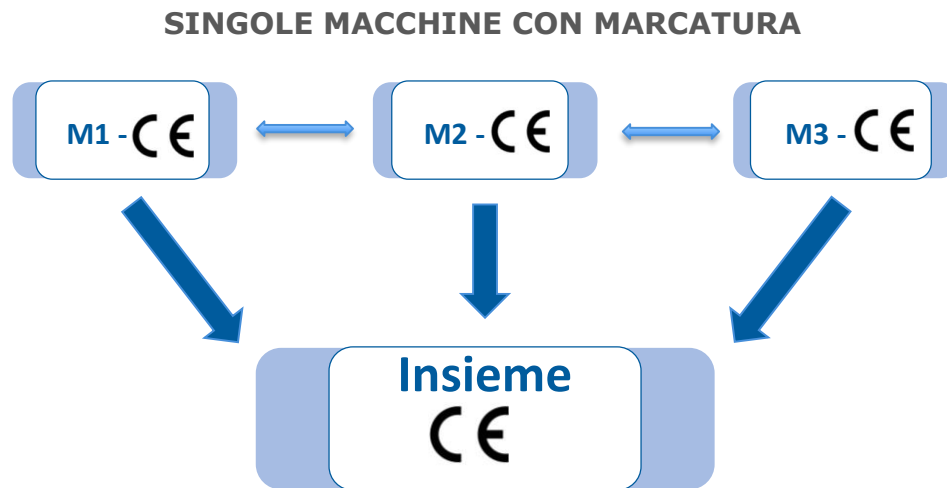 SINGOLE MACCHINE CON MARCATURA
M1 - CE
M2 - CE
M3 - CE
Insieme
CE